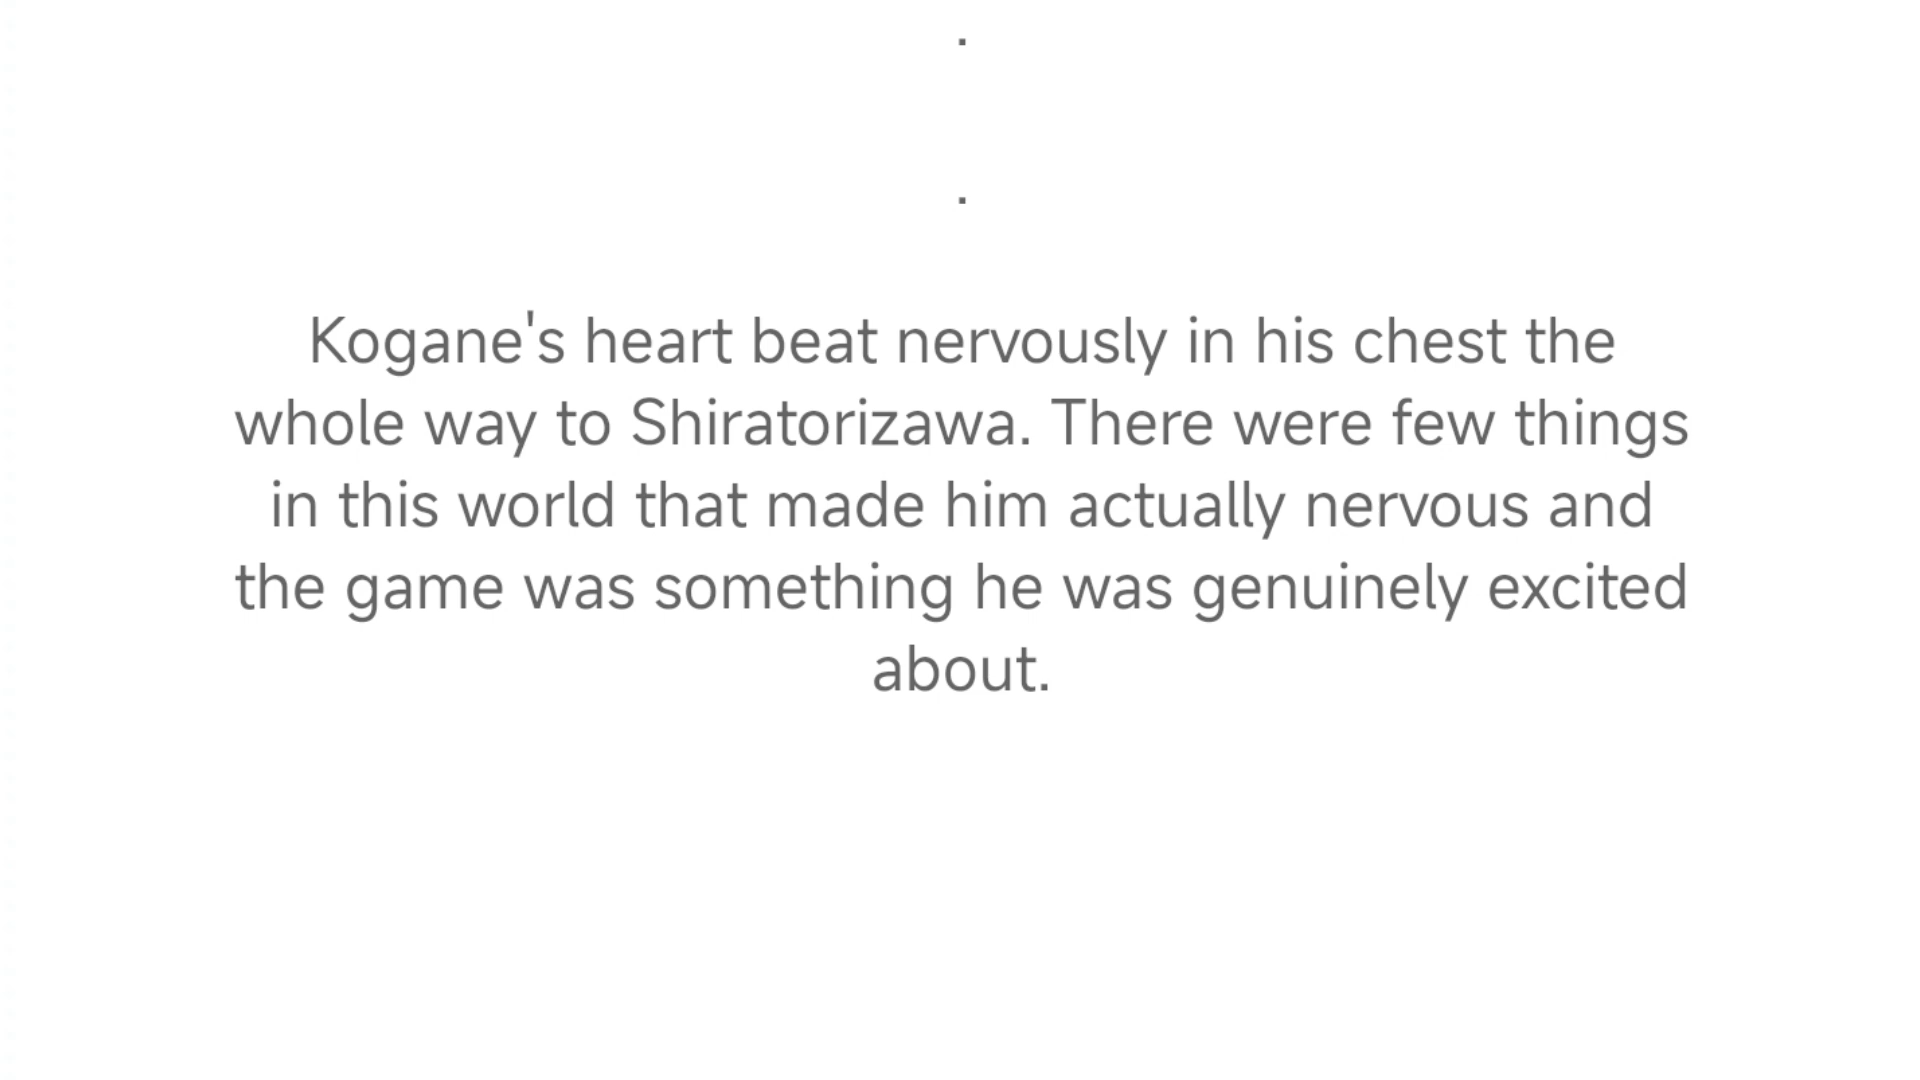 .
.
Kogane's heart beat nervously in his chest the
whole way to Shiratorizawa. There were few things
in this world that made him actually nervous and
the game was something he was genuinely excited
about.